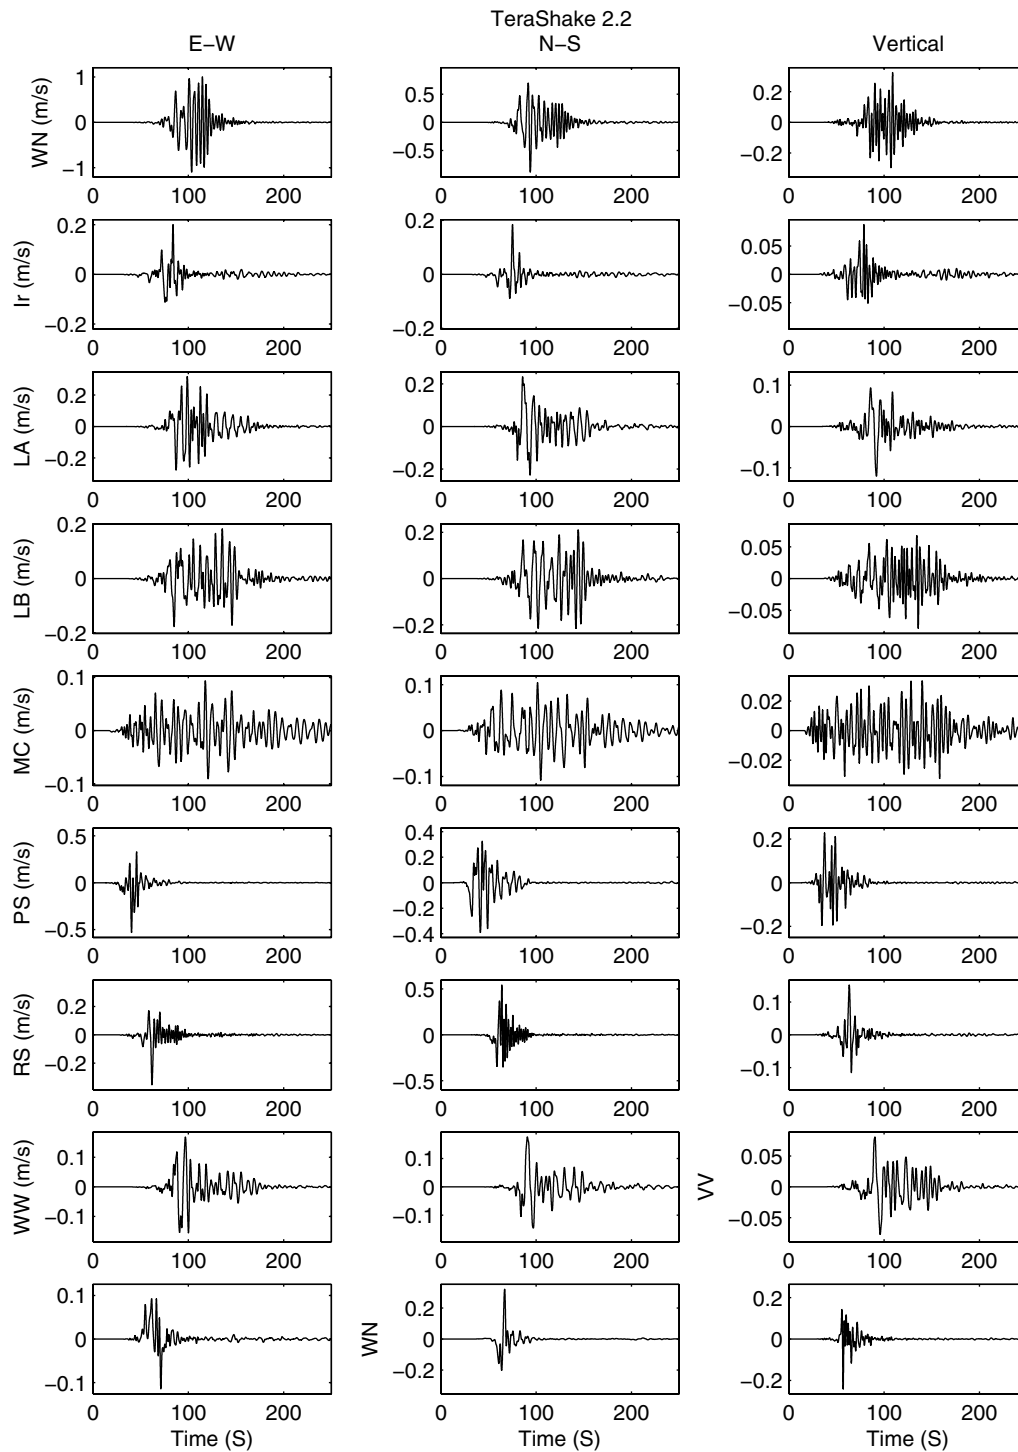 TeraShake 2.2
E−W N−S Vertical
WN (m/s) 1 0 −1 0.5 0 −0.5 0.2 0 −0.2
0 100 200 0 100 200 0 100 200
Ir (m/s) 0.2 0 −0.2 0.2 0 −0.2 0.05 0 −0.05
0 100 200 0 100 200 0 100 200
LA (m/s) 0.2 0 −0.2 0.2 0 −0.2 0.1 0 −0.1
0 100 200 0 100 200 0 100 200
LB (m/s) 0.2 0 −0.2 0.2 0 −0.2 0.05 0 −0.05
0 100 200 0 100 200 0 100 200
MC (m/s) 0.1 0 −0.1 0.1 0 −0.1 0.02 0 −0.02
0 100 200 0 100 200 0 100 200
PS (m/s) 0.5 0 −0.5 0.4 0.2 0 −0.2 −0.4 0.2 0 −0.2
0 100 200 0 100 200 0 100 200
RS (m/s) 0.2 0 −0.2 0.5 0 −0.5 0.1 0 −0.1
0 100 200 0 100 200 0 100 200
WW (m/s) 0.1 0 −0.1 0.1 0 −0.1 VV 0.05 0 −0.05
0 100 200 0 100 200 0 100 200
0.1 0 −0.1 WN 0.2 0 −0.2 0.2 0 −0.2
0 100 200 0 100 200 0 100 200
Time (S) Time (S) Time (S)